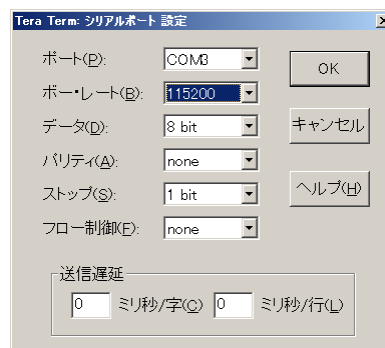 Tera Term: シリアルポート 設定
ポート(P): COM3 OK
ボー・レート(B): 115200
データ(D): 8 bit キャンセル
パリティ(A): none
ストップ(S): 1 bit ヘルプ(H)
フロー制御(F): none
送信遅延
0 ミリ秒/字(C) 0 ミリ秒/行(L)